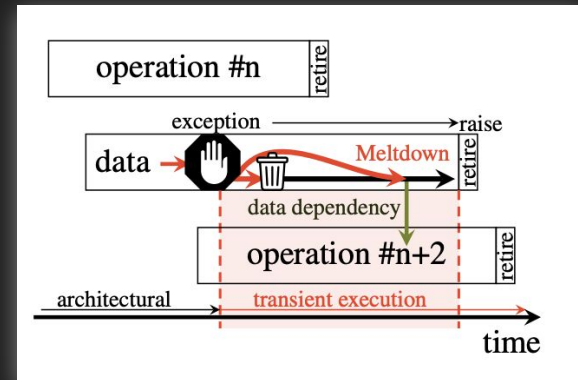 operation #n
retire
exception
raise
data
Meltdown
retire
data dependency
operation #n+2
retire
architectural
transient execution
time